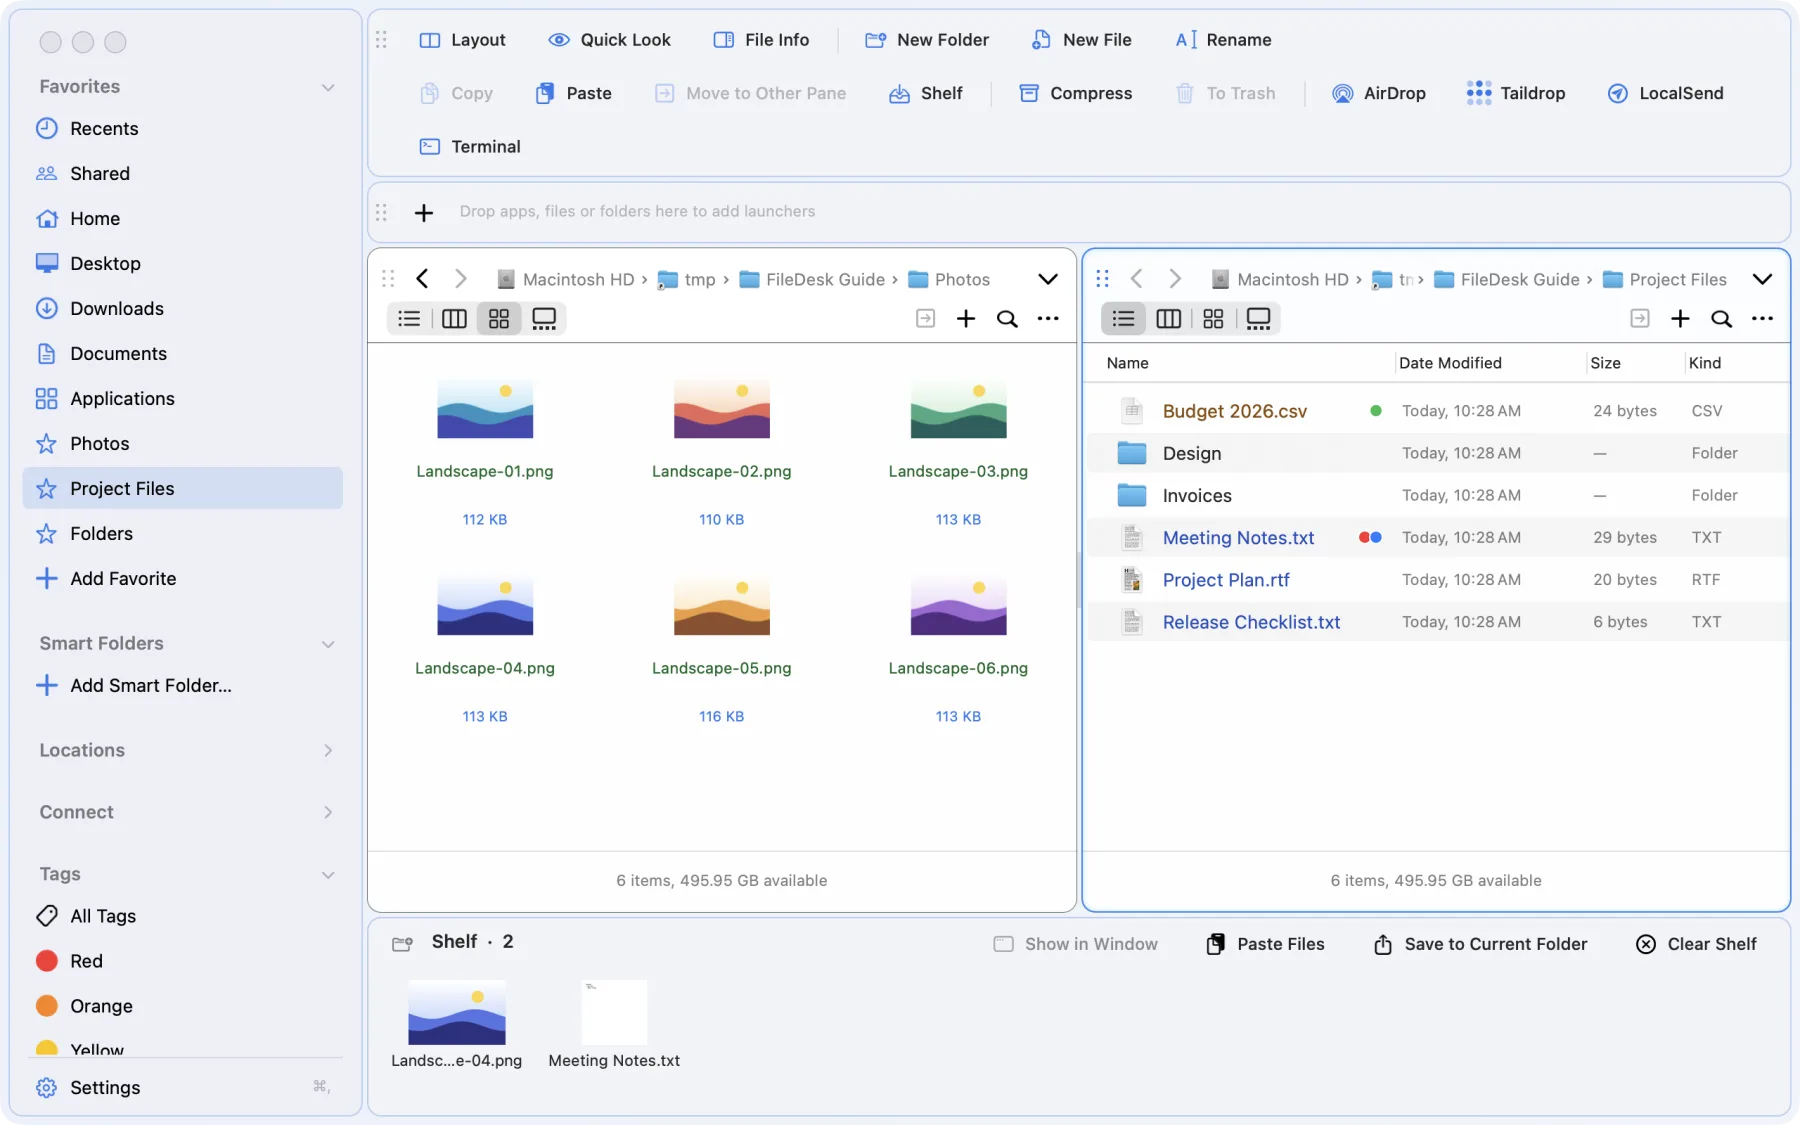 Favorites
Recents
Shared
Home
Desktop
Downloads
Documents
Applications
Photos
Project Files
Folders
Add Favorite
Smart Folders
Add Smart Folder...
Locations
Connect
Tags
All Tags
Red
Orange
Yellow
Settings ⌘,
Layout Quick Look File Info New Folder New File Rename
Copy Paste Move to Other Pane Shelf Compress To Trash AirDrop Taildrop LocalSend
Terminal
Drop apps, files or folders here to add launchers
Macintosh HD › tmp › FileDesk Guide › Photos
Landscape-01.png Landscape-02.png Landscape-03.png
112 KB 110 KB 113 KB
Landscape-04.png Landscape-05.png Landscape-06.png
113 KB 116 KB 113 KB
6 items, 495.95 GB available
Macintosh HD › › FileDesk Guide › Project Files
Name Date Modified Size Kind
Budget 2026.csv Today, 10:28 AM 24 bytes CSV
Design Today, 10:28 AM — Folder
Invoices Today, 10:28 AM — Folder
Meeting Notes.txt Today, 10:28 AM 29 bytes TXT
Project Plan.rtf Today, 10:28 AM 20 bytes RTF
Release Checklist.txt Today, 10:28 AM 6 bytes TXT
6 items, 495.95 GB available
Shelf · 2 Show in Window Paste Files Save to Current Folder Clear Shelf
Landsc...e-04.png Meeting Notes.txt